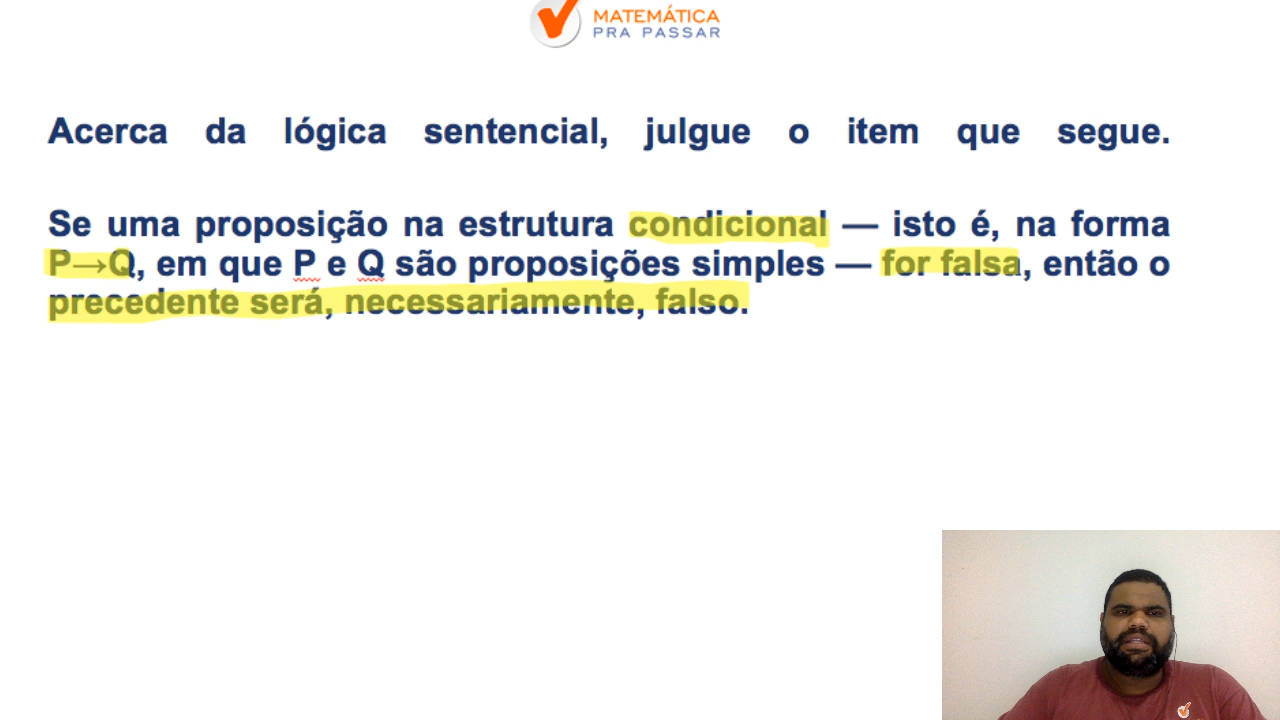 MATEMÁTICA
PRA PASSAR
Acerca da lógica sentencial, julgue o item que segue.
Se uma proposição na estrutura condicional — isto é, na forma
P→Q, em que P e Q são proposições simples — for falsa, então o
precedente será, necessariamente, falso.